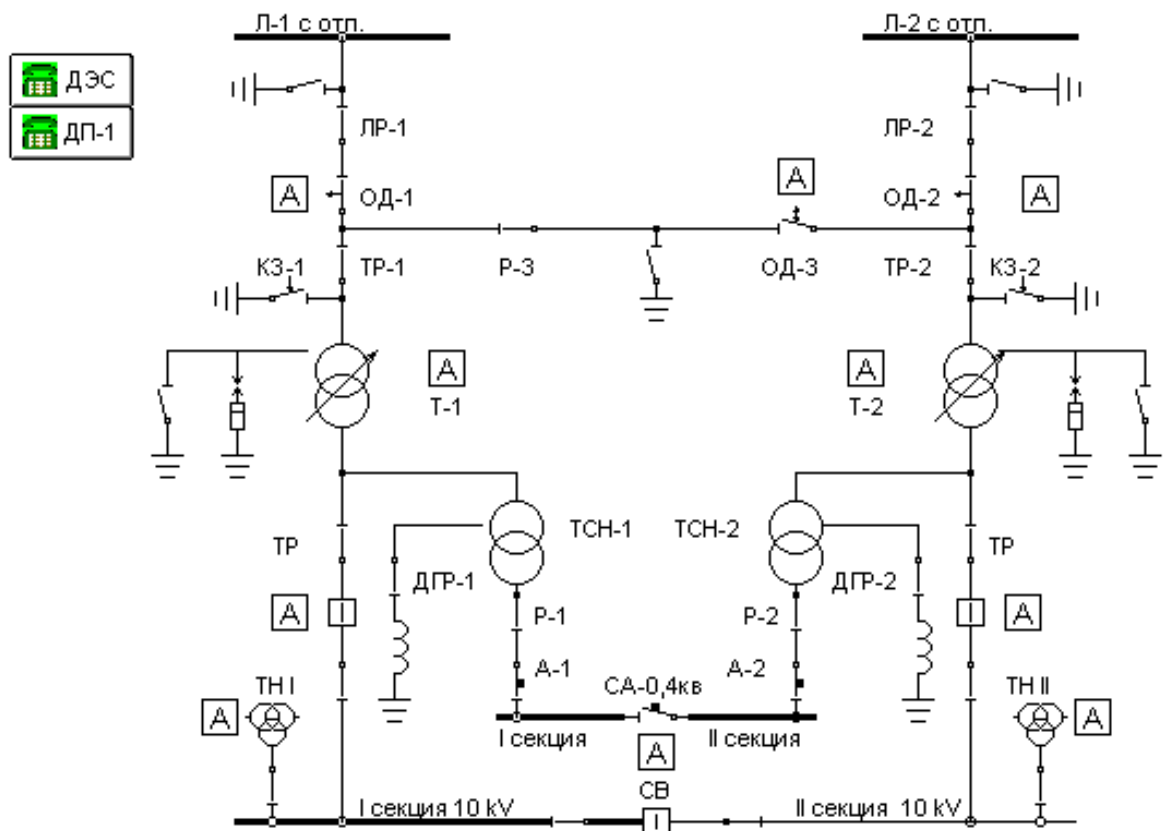 Л-1 с отп.
Л-2 с отп.
ДЭС
ДП-1
ЛР-1
ЛР-2
А
ОД-1
А
ОД-2
А
КЗ-1
ТР-1
Р-3
ОД-3
ТР-2
КЗ-2
А
Т-1
А
Т-2
ТСН-1
ТСН-2
ТР
ТР
ДГР-1
ДГР-2
А
Р-1
Р-2
А
А-1
А-2
ТН I
СА-0,4кв
ТН II
А
I секция
А
II секция
А
СВ
I секция 10 kV
II секция 10 kV